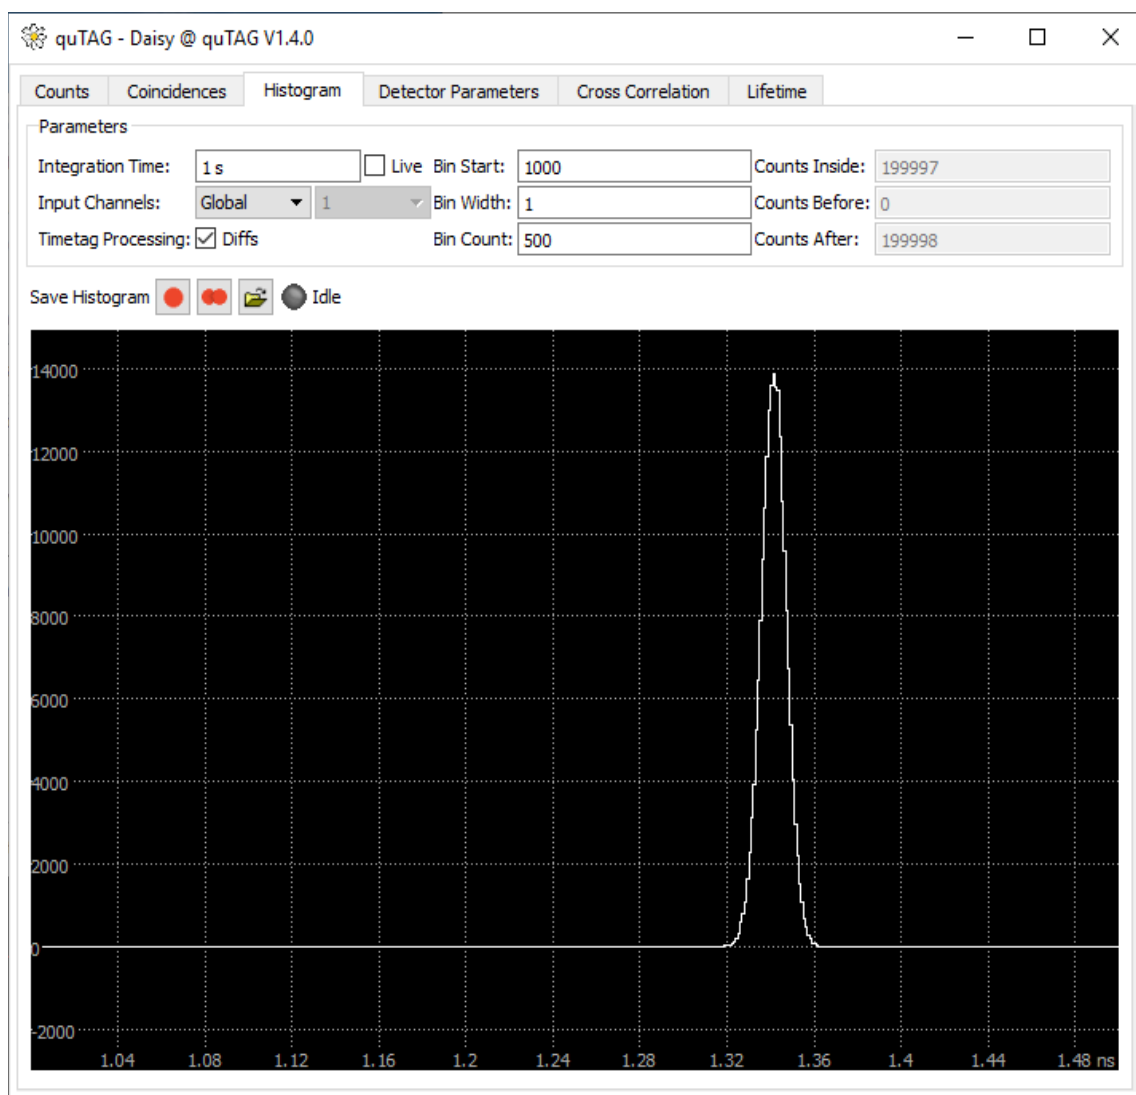 quTAG - Daisy @ quTAG V1.4.0
Counts Coincidences Histogram Detector Parameters Cross Correlation Lifetime
Parameters
Integration Time: 1 s Live Bin Start: 1000 Counts Inside: 199997
Input Channels: Global 1 Bin Width: 1 Counts Before: 0
Timetag Processing: Diffs Bin Count: 500 Counts After: 199998
Save Histogram Idle
14000
12000
10000
8000
6000
4000
2000
0
-2000
1.04 1.08 1.12 1.16 1.2 1.24 1.28 1.32 1.36 1.4 1.44 1.48 ns